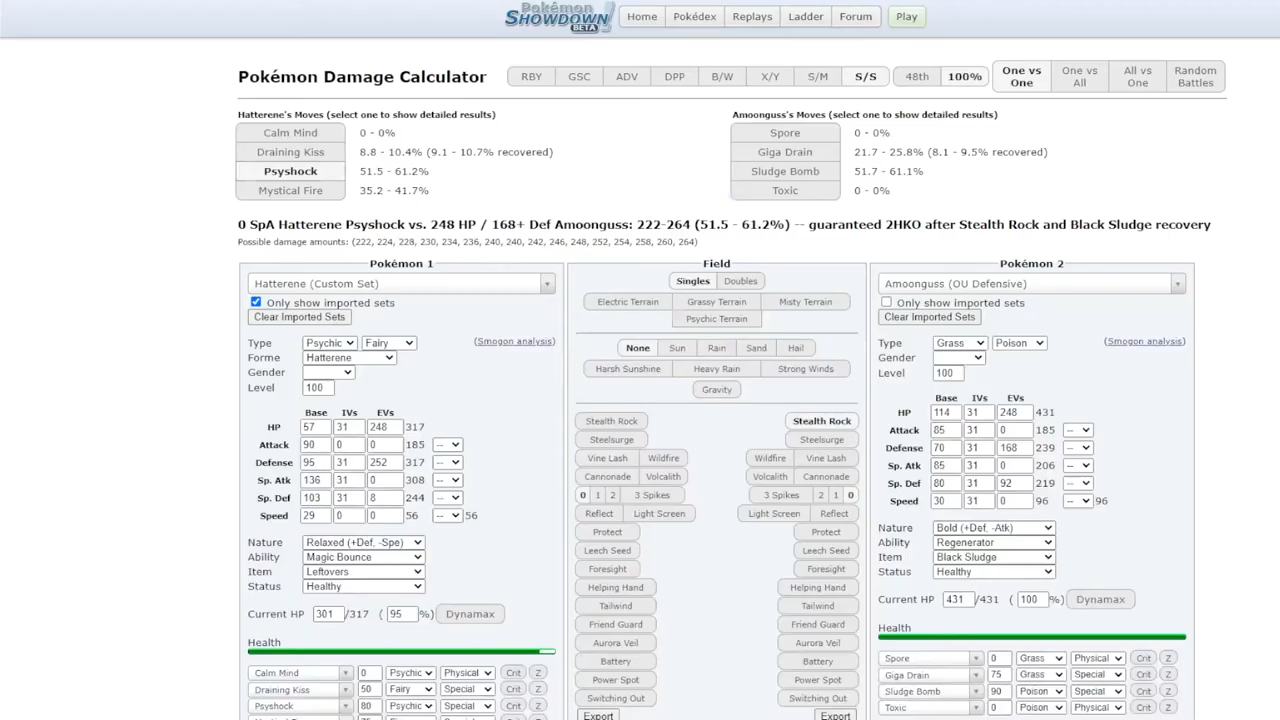 Pokémon
SHOWDOWN!
BETA
Home Pokédex Replays Ladder Forum Play
Pokémon Damage Calculator RBY GSC ADV DPP B/W X/Y S/M S/S 48th 100% One vs One One vs All All vs One Random Battles
Hatterene's Moves (select one to show detailed results) Amoonguss's Moves (select one to show detailed results)
Calm Mind 0 - 0% Spore 0 - 0%
Draining Kiss 8.8 - 10.4% (9.1 - 10.7% recovered) Giga Drain 21.7 - 25.8% (8.1 - 9.5% recovered)
Psyshock 51.5 - 61.2% Sludge Bomb 51.7 - 61.1%
Mystical Fire 35.2 - 41.7% Toxic 0 - 0%
0 SpA Hatterene Psyshock vs. 248 HP / 168+ Def Amoonguss: 222-264 (51.5 - 61.2%) -- guaranteed 2HKO after Stealth Rock and Black Sludge recovery
Possible damage amounts: (222, 224, 228, 230, 234, 236, 240, 240, 242, 246, 248, 252, 254, 258, 260, 264)
Pokémon 1
Hatterene (Custom Set)
Only show imported sets
Clear Imported Sets
Type Psychic Fairy (Smogon analysis)
Forme Hatterene
Gender
Level 100
Base IVs EVs
HP 57 31 248 317
Attack 90 0 0 185 --
Defense 95 31 252 317 --
Sp. Atk 136 31 0 308 --
Sp. Def 103 31 8 244 --
Speed 29 0 0 56 -- 56
Nature Relaxed (+Def, -Spe)
Ability Magic Bounce
Item Leftovers
Status Healthy
Current HP 301 /317 ( 95 %) Dynamax
Health
Calm Mind 0 Psychic Physical Crit Z
Draining Kiss 50 Fairy Special Crit Z
Psyshock 80 Psychic Special Crit Z
Field
Singles Doubles
Electric Terrain Grassy Terrain Misty Terrain
Psychic Terrain
None Sun Rain Sand Hail
Harsh Sunshine Heavy Rain Strong Winds
Gravity
Stealth Rock Stealth Rock
Steelsurge Steelsurge
Vine Lash Wildfire Wildfire Vine Lash
Cannonade Volcalith Volcalith Cannonade
0 1 2 3 Spikes 3 Spikes 2 1 0
Reflect Light Screen Light Screen Reflect
Protect Protect
Leech Seed Leech Seed
Foresight Foresight
Helping Hand Helping Hand
Tailwind Tailwind
Friend Guard Friend Guard
Aurora Veil Aurora Veil
Battery Battery
Power Spot Power Spot
Switching Out Switching Out
Export Export
Pokémon 2
Amoonguss (OU Defensive)
Only show imported sets
Clear Imported Sets
Type Grass Poison (Smogon analysis)
Gender
Level 100
Base IVs EVs
HP 114 31 248 431
Attack 85 31 0 185 --
Defense 70 31 168 239 --
Sp. Atk 85 31 0 206 --
Sp. Def 80 31 92 219 --
Speed 30 31 0 96 -- 96
Nature Bold (+Def, -Atk)
Ability Regenerator
Item Black Sludge
Status Healthy
Current HP 431 /431 ( 100 %) Dynamax
Health
Spore 0 Grass Physical Crit Z
Giga Drain 75 Grass Special Crit Z
Sludge Bomb 90 Poison Special Crit Z
Toxic 0 Poison Physical Crit Z